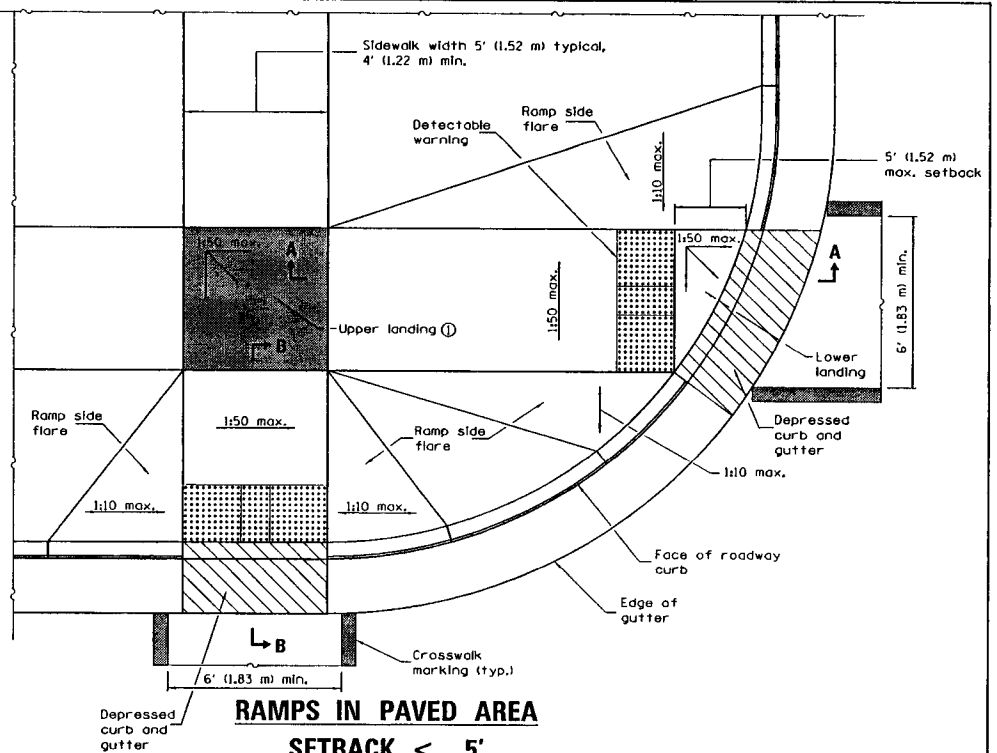 Sidewalk width 5' (1.52 m) typical,
4' (1.22 m) min.
Detectable
warning
Ramp side
flare
1:10 max.
5' (1.52 m)
max. setback
1:50 max.
A
1:50 max.
1:50 max.
A
6' (1.83 m) min.
Upper landing ①
B
Lower
landing
Ramp side
flare
1:50 max.
Ramp side
flare
Depressed
curb and
gutter
1:10 max.
1:10 max.
1:10 max.
Face of roadway
curb
Edge of
gutter
B
Crosswalk
marking (typ.)
6' (1.83 m) min.
Depressed
curb and
gutter
RAMPS IN PAVED AREA
SETBACK < 5'